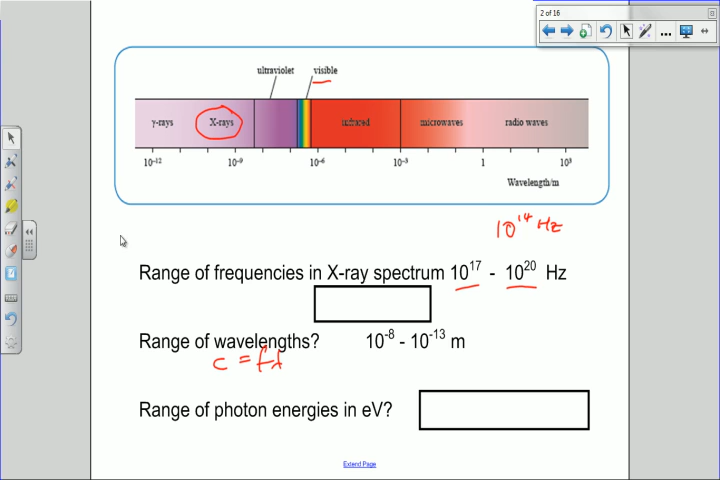 2 of 16
ultraviolet visible
γ-rays X-rays infrared microwaves radio waves
10⁻¹² 10⁻⁹ 10⁻⁶ 10⁻³ 1 10³
Wavelength/m
10¹⁴ Hz
Range of frequencies in X-ray spectrum 10¹⁷ - 10²⁰ Hz
Range of wavelengths? 10⁻⁸ - 10⁻¹³ m
c = fλ
Range of photon energies in eV?
Extend Page